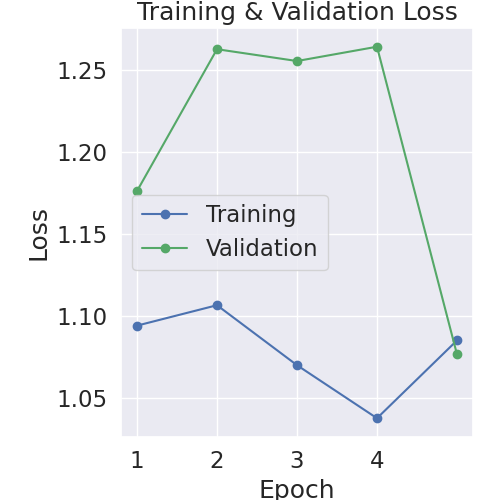 Training & Validation Loss
Loss
1.25
1.20
1.15
1.10
1.05
Training
Validation
1 2 3 4
Epoch